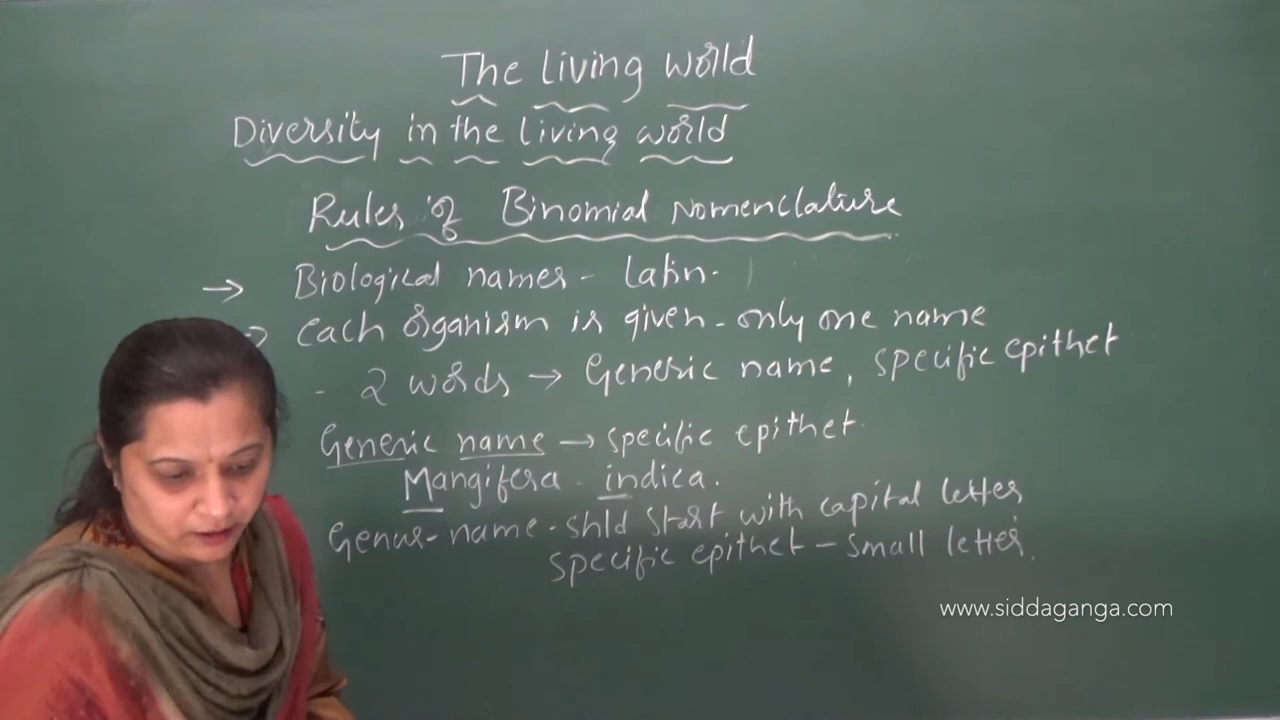 The living world
Diversity in the living world
Rules of Binomial Nomenclature
→ Biological names - Latin.
→ each organism is given - only one name
- 2 words → Generic name, specific epithet
Generic name → specific epithet.
Mangifera indica.
Genus - name - shld start with capital letter
specific epithet - small letter.
www.siddaganga.com